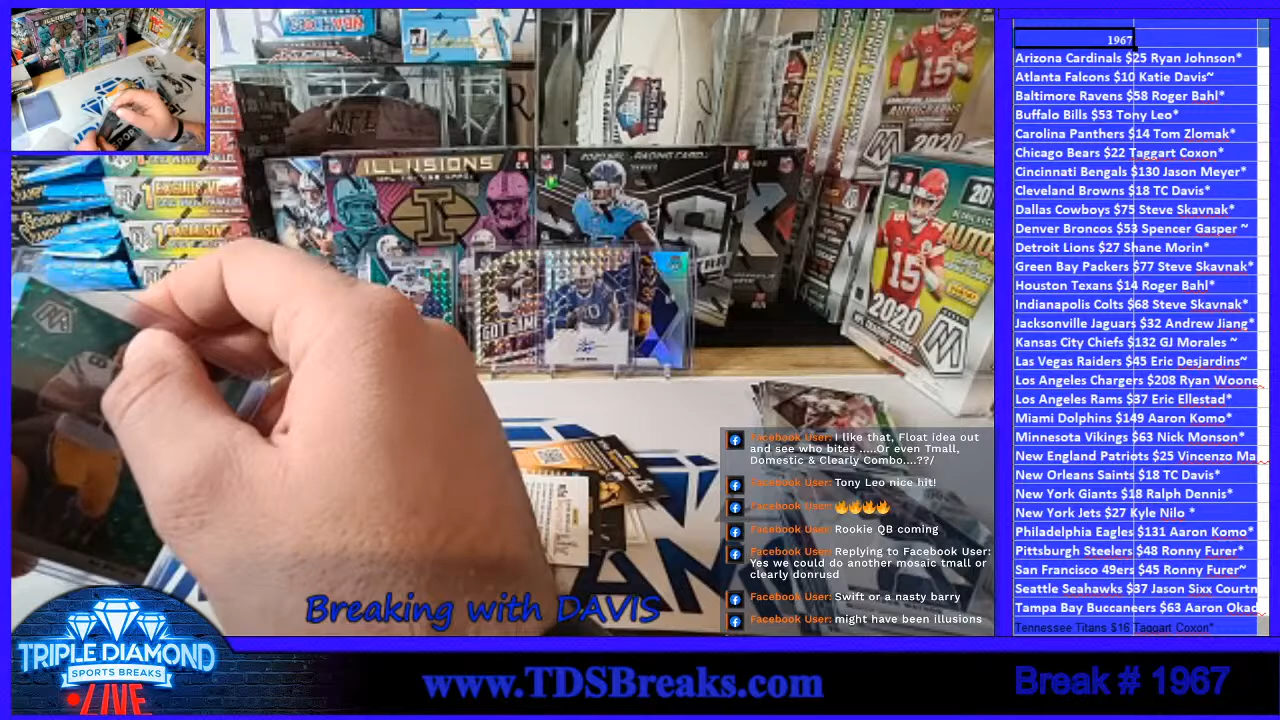 ILLUSIONS
NFL
15
2020
15
2020
GOT GAME
Facebook User: I like that, Float idea out
and see who bites .....Or even Tmall,
Domestic & Clearly Combo....??/
Facebook User: Tony Leo nice hit!
Facebook User: 🔥🔥🔥🔥
Facebook User: Rookie QB coming
Facebook User: Replying to Facebook User:
Yes we could do another mosaic tmall or
clearly donrusd
Facebook User: Swift or a nasty barry
Facebook User: might have been illusions
Breaking with DAVIS
TRIPLE DIAMOND
SPORTS BREAKS
•LIVE
www.TDSBreaks.com
Break # 1967
1967
Arizona Cardinals $25 Ryan Johnson*
Atlanta Falcons $10 Katie Davis~
Baltimore Ravens $58 Roger Bahl*
Buffalo Bills $53 Tony Leo*
Carolina Panthers $14 Tom Zlomak*
Chicago Bears $22 Taggart Coxon*
Cincinnati Bengals $130 Jason Meyer*
Cleveland Browns $18 TC Davis*
Dallas Cowboys $75 Steve Skavnak*
Denver Broncos $53 Spencer Gasper ~
Detroit Lions $27 Shane Morin*
Green Bay Packers $77 Steve Skavnak*
Houston Texans $14 Roger Bahl*
Indianapolis Colts $68 Steve Skavnak*
Jacksonville Jaguars $32 Andrew Jiang*
Kansas City Chiefs $132 GJ Morales ~
Las Vegas Raiders $45 Eric Desjardins~
Los Angeles Chargers $208 Ryan Woone
Los Angeles Rams $37 Eric Ellestad*
Miami Dolphins $149 Aaron Komo*
Minnesota Vikings $63 Nick Monson*
New England Patriots $25 Vincenzo Ma
New Orleans Saints $18 TC Davis*
New York Giants $18 Ralph Dennis*
New York Jets $27 Kyle Nilo *
Philadelphia Eagles $131 Aaron Komo*
Pittsburgh Steelers $48 Ronny Furer*
San Francisco 49ers $45 Ronny Furer~
Seattle Seahawks $37 Jason Sixx Courtn
Tampa Bay Buccaneers $63 Aaron Okad
Tennessee Titans $16 Taggart Coxon*